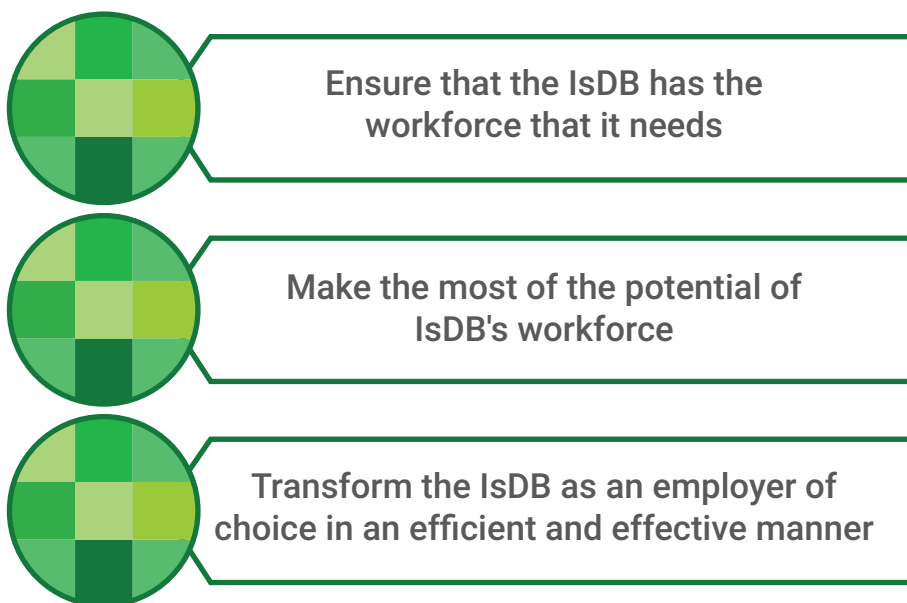 Ensure that the IsDB has the
workforce that it needs
Make the most of the potential of
IsDB's workforce
Transform the IsDB as an employer of
choice in an efficient and effective manner